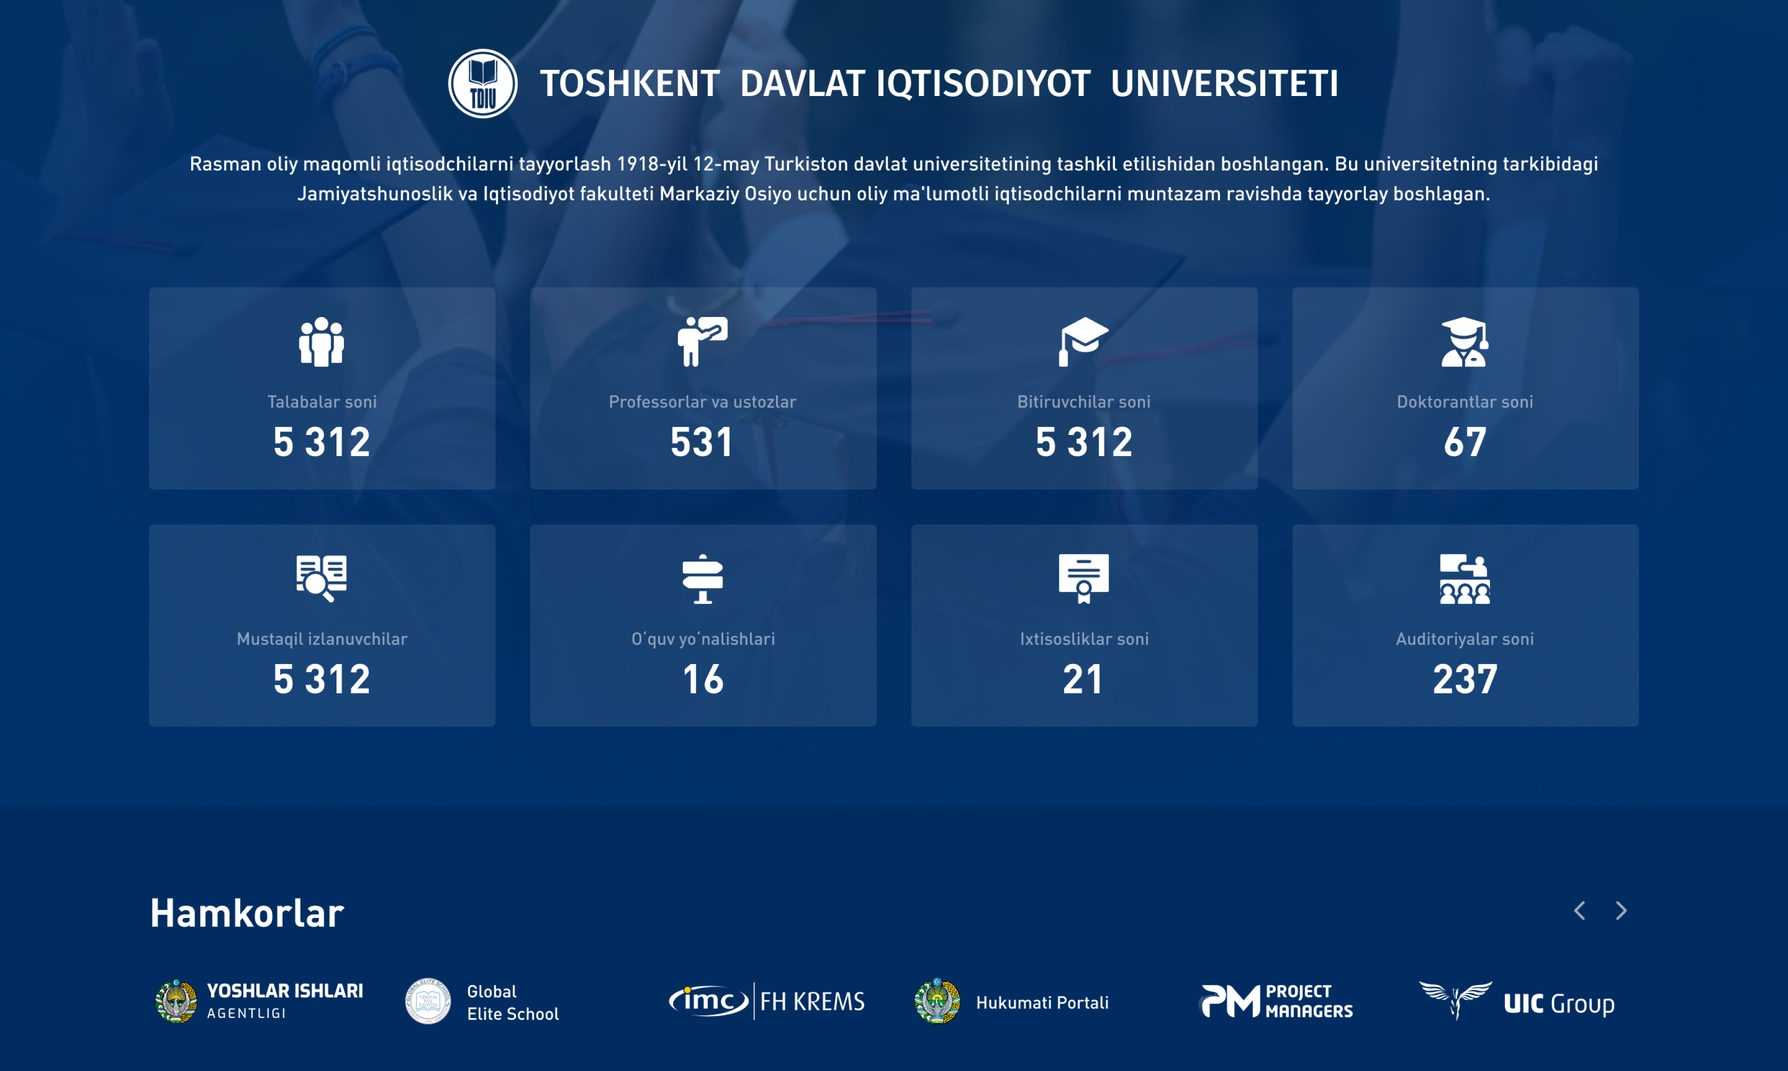 TDIU
TOSHKENT DAVLAT IQTISODIYOT UNIVERSITETI
Rasman oliy maqomli iqtisodchilarni tayyorlash 1918-yil 12-may Turkiston davlat universitetining tashkil etilishidan boshlangan. Bu universitetning tarkibidagi
Jamiyatshunoslik va Iqtisodiyot fakulteti Markaziy Osiyo uchun oliy ma'lumotli iqtisodchilarni muntazam ravishda tayyorlay boshlagan.
Talabalar soni
5 312
Professorlar va ustozlar
531
Bitiruvchilar soni
5 312
Doktorantlar soni
67
Mustaqil izlanuvchilar
5 312
O‘quv yo‘nalishlari
16
Ixtisosliklar soni
21
Auditoriyalar soni
237
Hamkorlar
YOSHLAR ISHLARI
AGENTLIGI
Global
Elite School
imc FH KREMS
Hukumati Portali
PM PROJECT
MANAGERS
UIC Group